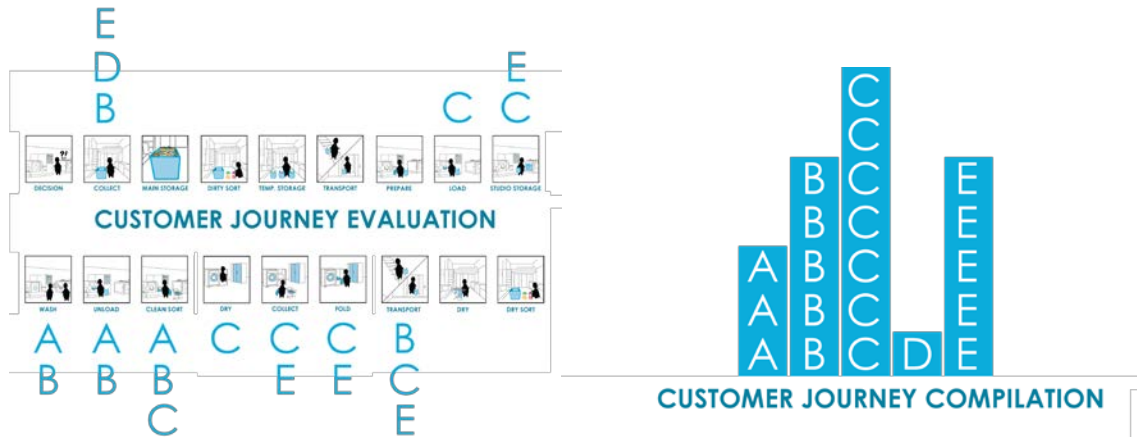 E
D
B C E C
DECISION COLLECT MAIN STORAGE DIRTY SORT TEMP. STORAGE TRANSPORT PREPARE LOAD STUDIO STORAGE
CUSTOMER JOURNEY EVALUATION
WASH UNLOAD CLEAN SORT DRY COLLECT FOLD TRANSPORT DRY DRY SORT
A A A C C C B
B B B E E C
C E
C
C
B C E
B C E
A B C E
A B C E
A B C D E
CUSTOMER JOURNEY COMPILATION